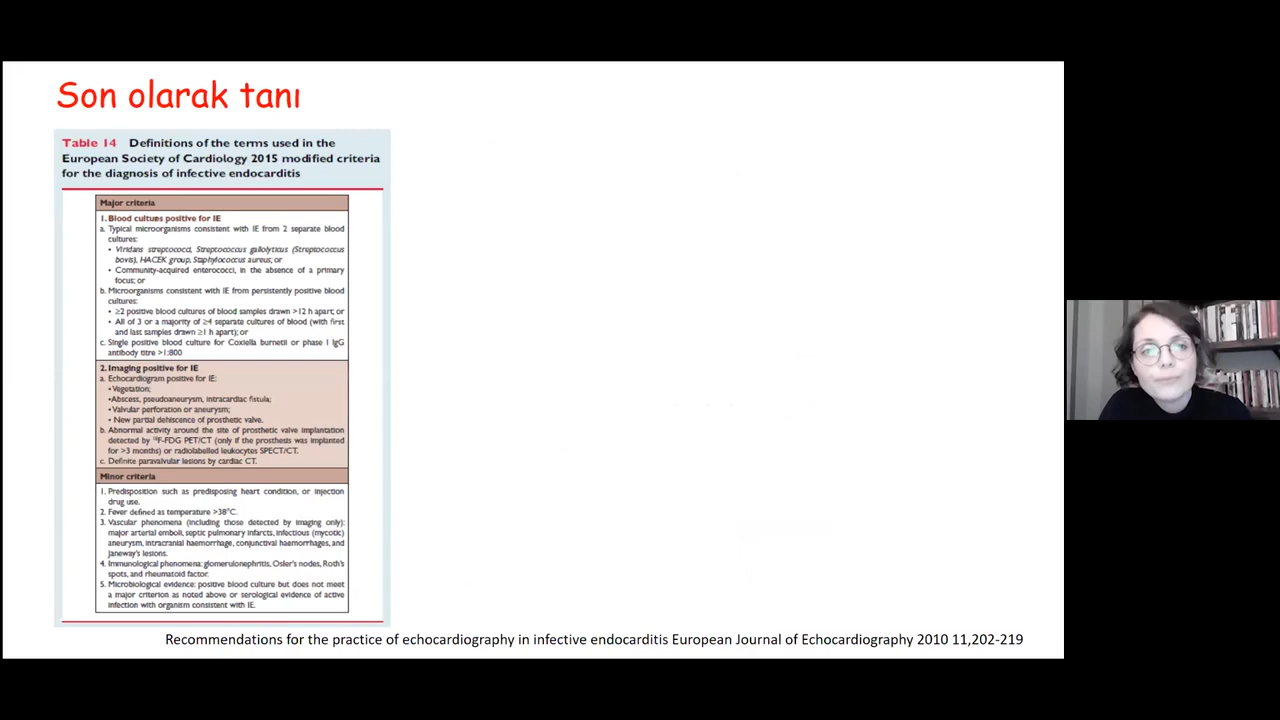 Son olarak tanı
Table 14 Definitions of the terms used in the
European Society of Cardiology 2015 modified criteria
for the diagnosis of infective endocarditis
Major criteria
1. Blood cultures positive for IE
a. Typical microorganisms consistent with IE from 2 separate blood
cultures:
• Viridans streptococci, Streptococcus gallolyticus (Streptococcus
bovis), HACEK group, Staphylococcus aureus; or
• Community-acquired enterococci, in the absence of a primary
focus; or
b. Microorganisms consistent with IE from persistently positive blood
cultures:
• ≥2 positive blood cultures of blood samples drawn >12 h apart; or
• All of 3 or a majority of ≥4 separate cultures of blood (with first
and last samples drawn ≥1 h apart); or
c. Single positive blood culture for Coxiella burnetii or phase I IgG
antibody titre >1:800
2. Imaging positive for IE
a. Echocardiogram positive for IE:
• Vegetation;
• Abscess, pseudoaneurysm, intracardiac fistula;
• Valvular perforation or aneurysm;
• New partial dehiscence of prosthetic valve.
b. Abnormal activity around the site of prosthetic valve implantation
detected by ¹⁸F-FDG PET/CT (only if the prosthesis was implanted
for >3 months) or radiolabelled leukocytes SPECT/CT.
c. Definite paravalvular lesions by cardiac CT.
Minor criteria
1. Predisposition such as predisposing heart condition, or injection
drug use.
2. Fever defined as temperature >38°C.
3. Vascular phenomena (including those detected by imaging only):
major arterial emboli, septic pulmonary infarcts, infectious (mycotic)
aneurysm, intracranial haemorrhage, conjunctival haemorrhages, and
Janeway's lesions.
4. Immunological phenomena: glomerulonephritis, Osler's nodes, Roth's
spots, and rheumatoid factor.
5. Microbiological evidence: positive blood culture but does not meet
a major criterion as noted above or serological evidence of active
infection with organism consistent with IE.
Recommendations for the practice of echocardiography in infective endocarditis European Journal of Echocardiography 2010 11,202-219